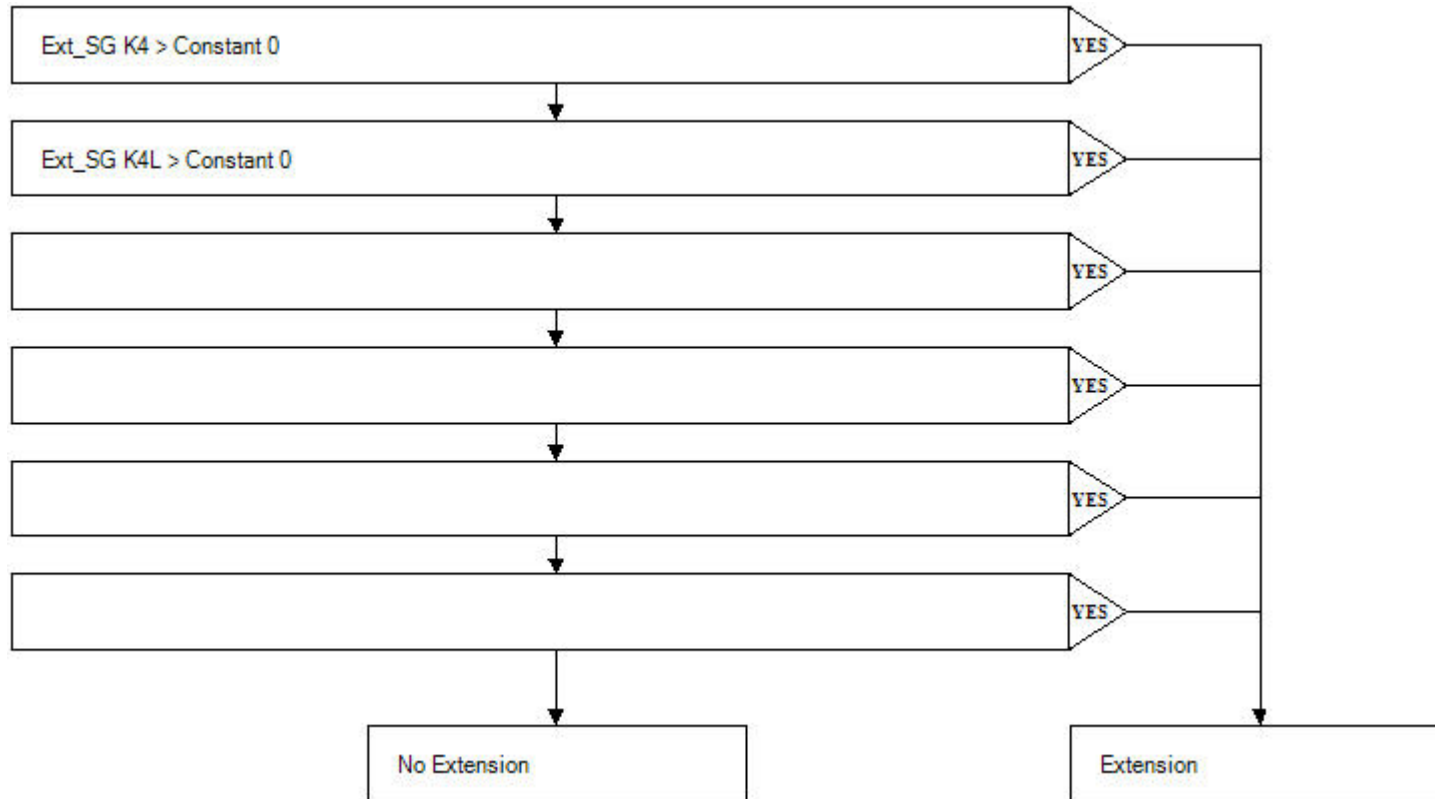 Ext_SG K4 > Constant 0
YES
Ext_SG K4L > Constant 0
YES
YES
YES
YES
YES
No Extension
Extension